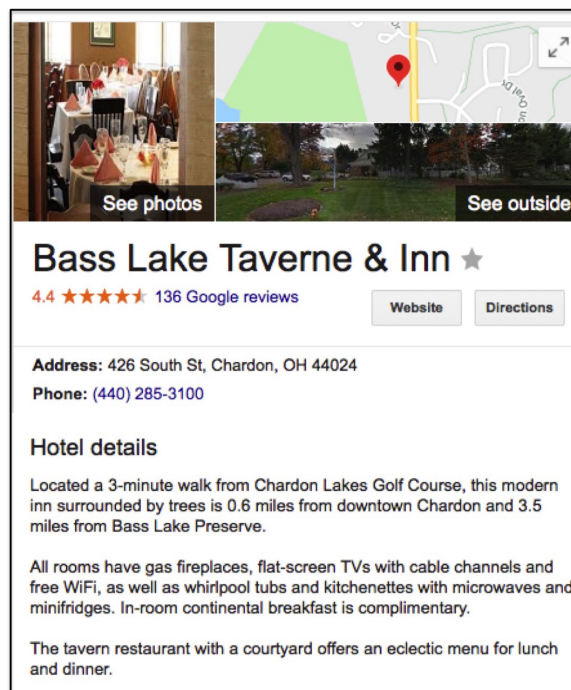 Oval Dr
See photos
See outside
Bass Lake Taverne & Inn
4.4 136 Google reviews
Website
Directions
Address: 426 South St, Chardon, OH 44024
Phone: (440) 285-3100
Hotel details
Located a 3-minute walk from Chardon Lakes Golf Course, this modern
inn surrounded by trees is 0.6 miles from downtown Chardon and 3.5
miles from Bass Lake Preserve.
All rooms have gas fireplaces, flat-screen TVs with cable channels and
free WiFi, as well as whirlpool tubs and kitchenettes with microwaves and
minifridges. In-room continental breakfast is complimentary.
The tavern restaurant with a courtyard offers an eclectic menu for lunch
and dinner.